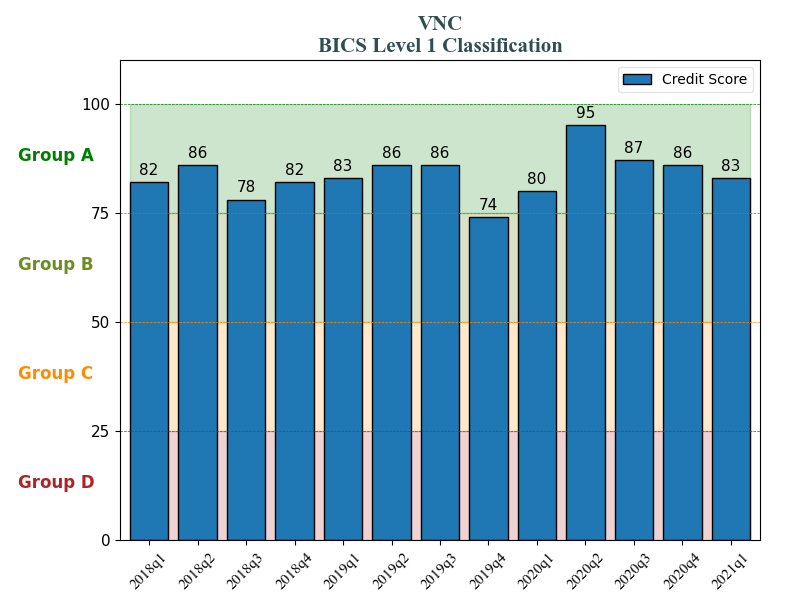 VNC
BICS Level 1 Classification
Credit Score
100
75
50
25
0
Group A
Group B
Group C
Group D
82
86
78
82
83
86
86
74
80
95
87
86
83
2018q1
2018q2
2018q3
2018q4
2019q1
2019q2
2019q3
2019q4
2020q1
2020q2
2020q3
2020q4
2021q1